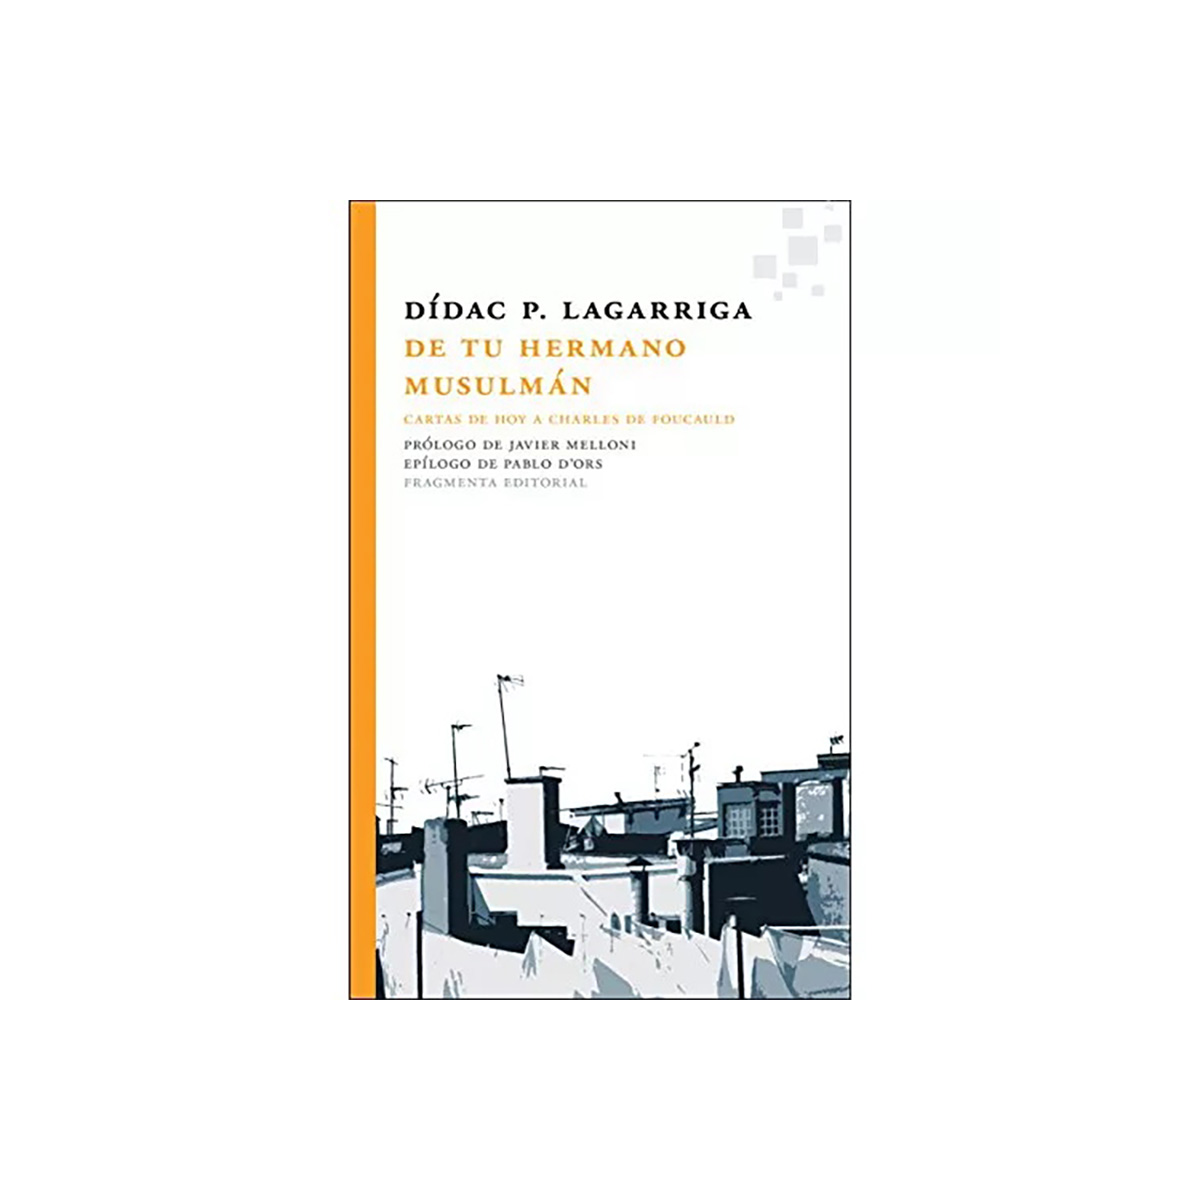 DÍDAC P. LAGARRIGA
DE TU HERMANO
MUSULMÁN
CARTAS DE HOY A CHARLES DE FOUCAULD
PRÓLOGO DE JAVIER MELLONI
EPÍLOGO DE PABLO D'ORS
FRAGMENTA EDITORIAL